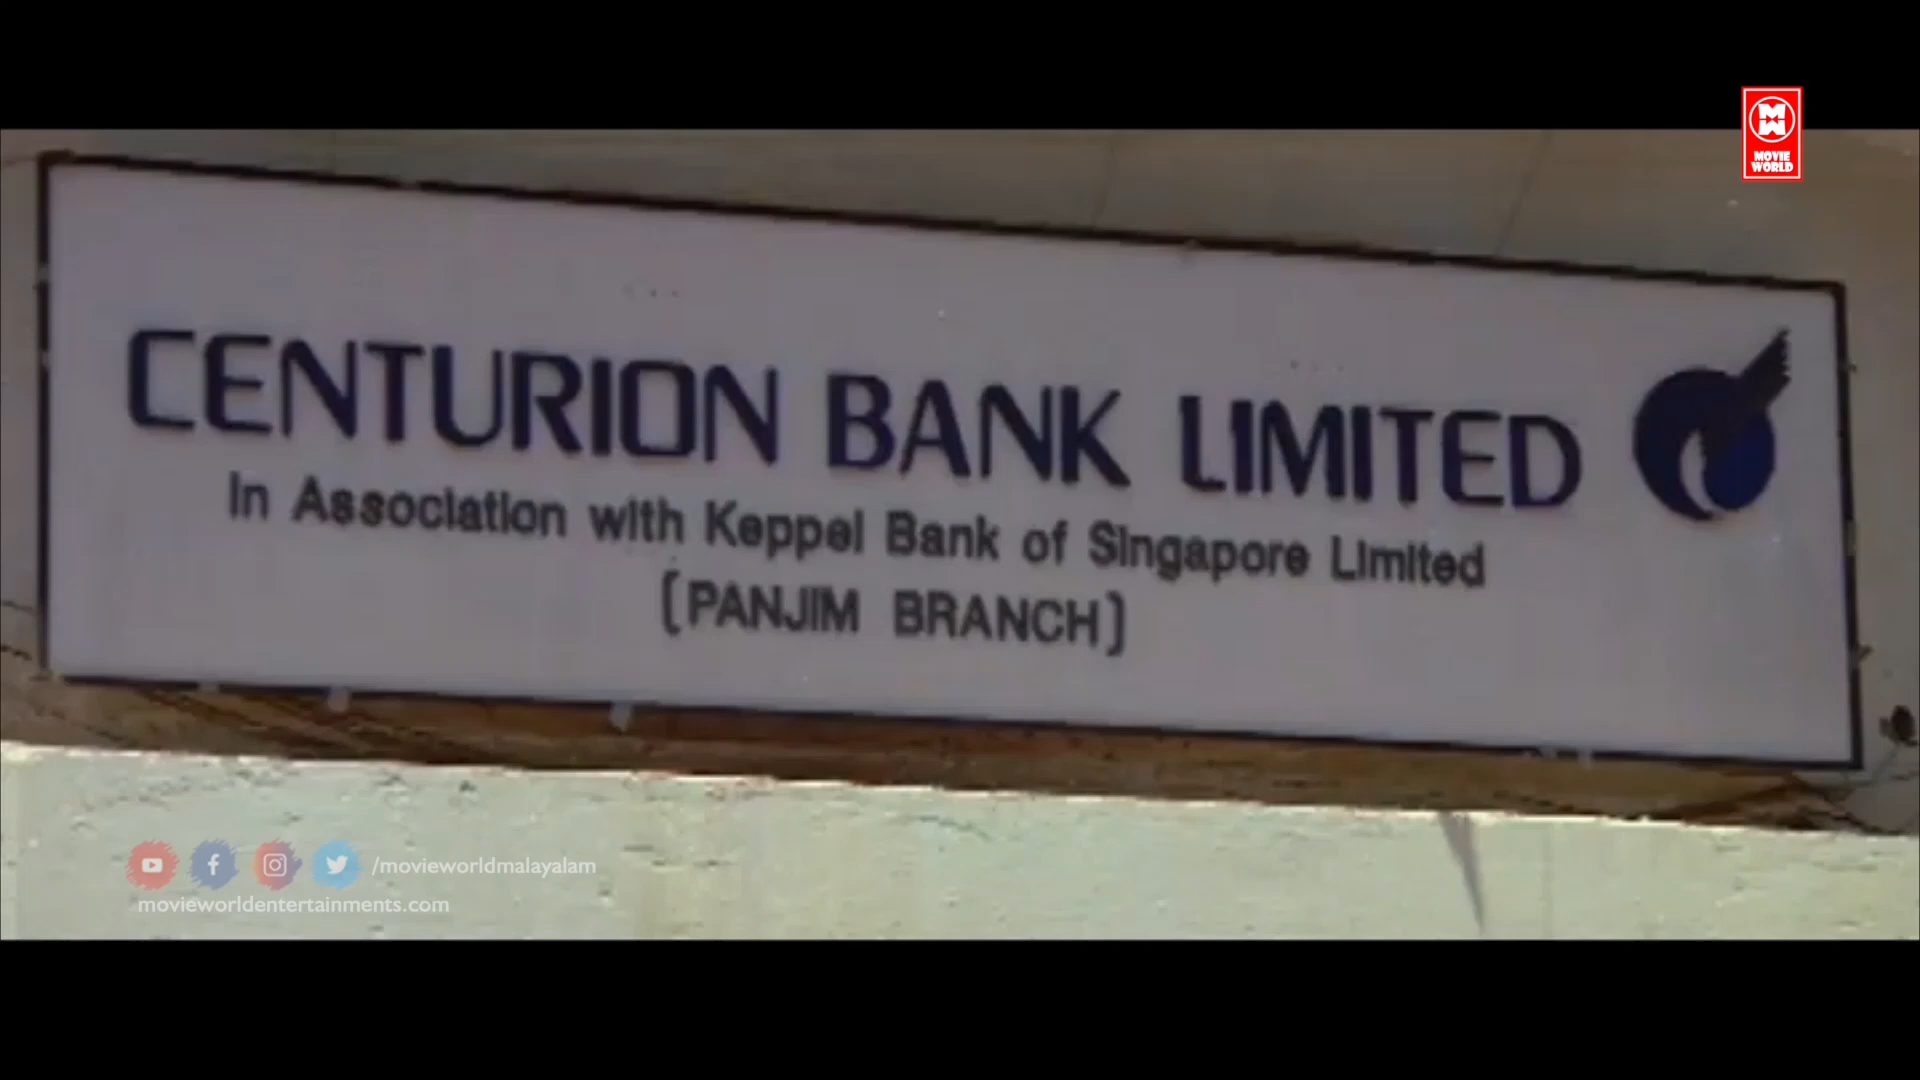 MOVIE
WORLD
CENTURION BANK LIMITED
In Association with Keppel Bank of Singapore Limited
(PANJIM BRANCH)
/movieworldmalayalam
movieworldentertainments.com